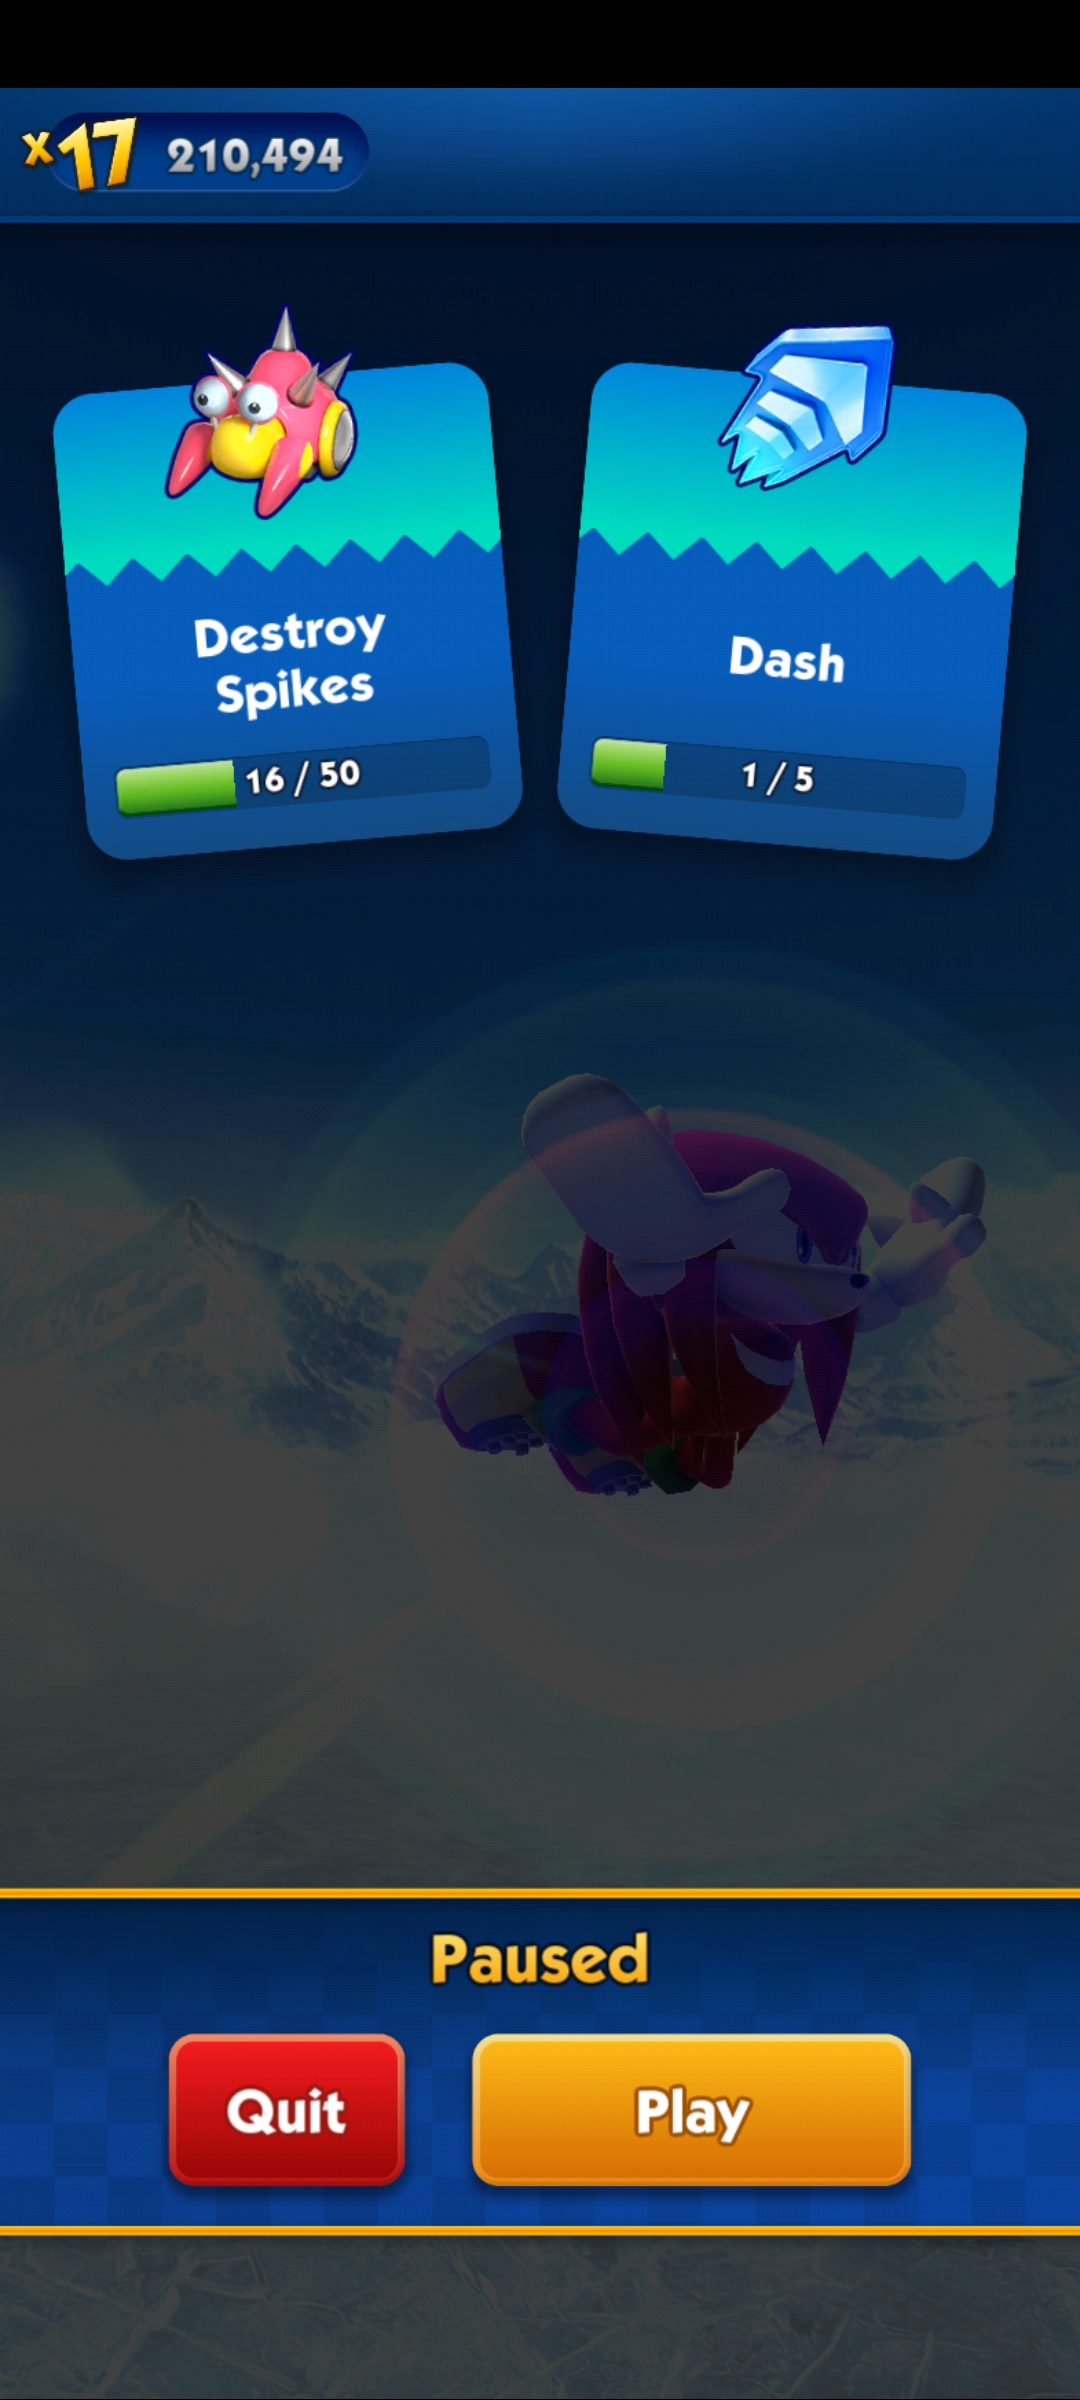 x17 210,494
Destroy
Spikes
16 / 50
Dash
1 / 5
Paused
Quit
Play